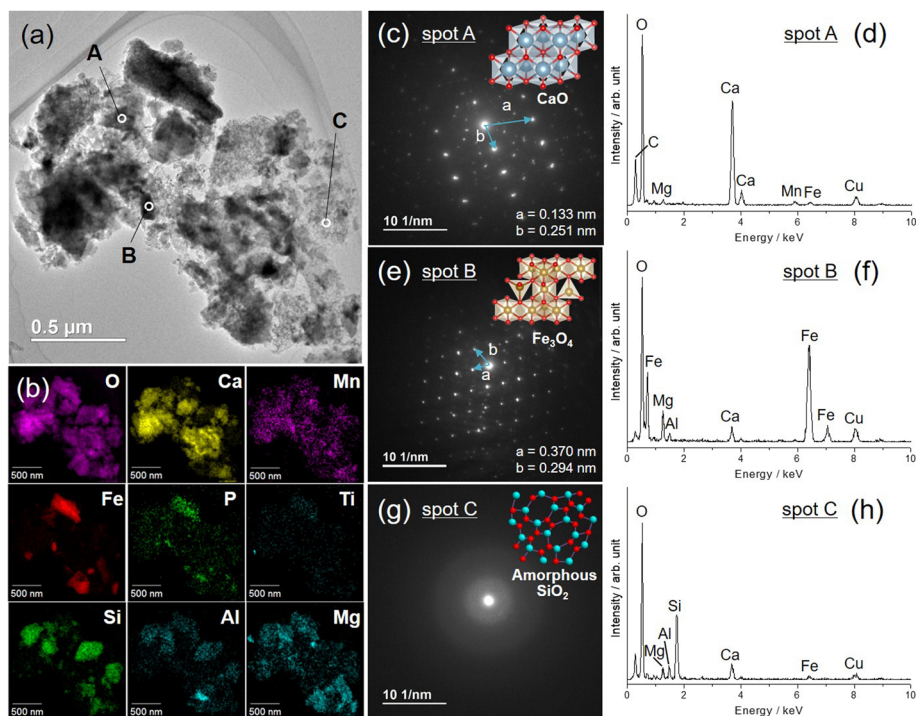 (a)
A
C
B
0.5 µm
(b)
O
Ca
Mn
500 nm
500 nm
500 nm
Fe
P
Ti
500 nm
500 nm
500 nm
Si
Al
Mg
500 nm
500 nm
500 nm
(c) spot A
CaO
a
b
10 1/nm
a = 0.133 nm
b = 0.251 nm
spot A (d)
Intensity / arb. unit
O
C
Mg
Ca
Ca
Mn
Fe
Cu
0 2 4 6 8 10
Energy / keV
(e) spot B
Fe3O4
b
a
10 1/nm
a = 0.370 nm
b = 0.294 nm
spot B (f)
Intensity / arb. unit
O
Fe
Mg
Al
Ca
Fe
Fe
Cu
0 2 4 6 8 10
Energy / keV
(g) spot C
Amorphous
SiO2
10 1/nm
spot C (h)
Intensity / arb. unit
O
Mg
Al
Si
Ca
Fe
Cu
0 2 4 6 8 10
Energy / keV